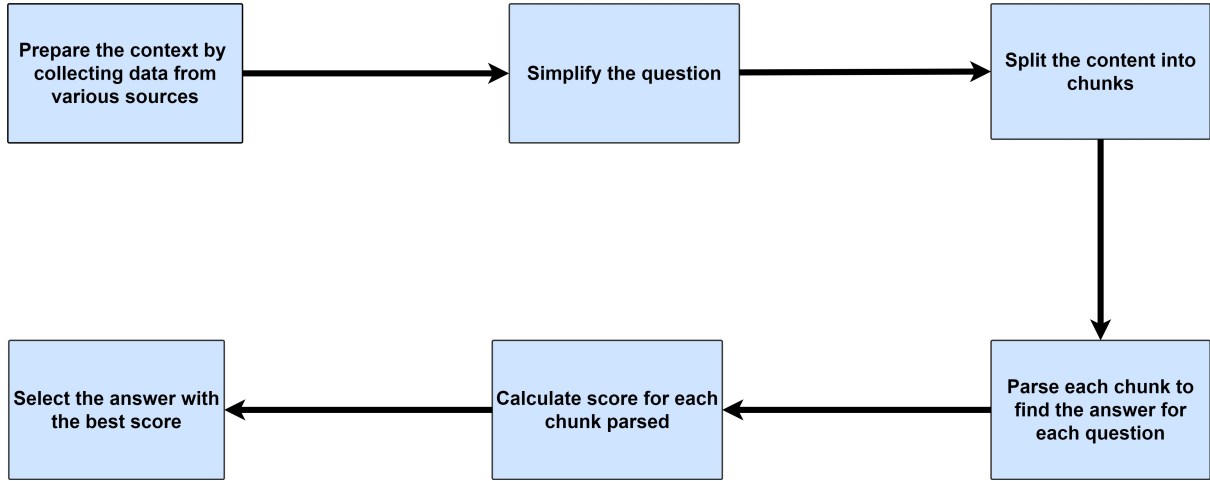 Prepare the context by
collecting data from
various sources
Simplify the question
Split the content into
chunks
Parse each chunk to
find the answer for
each question
Calculate score for each
chunk parsed
Select the answer with
the best score